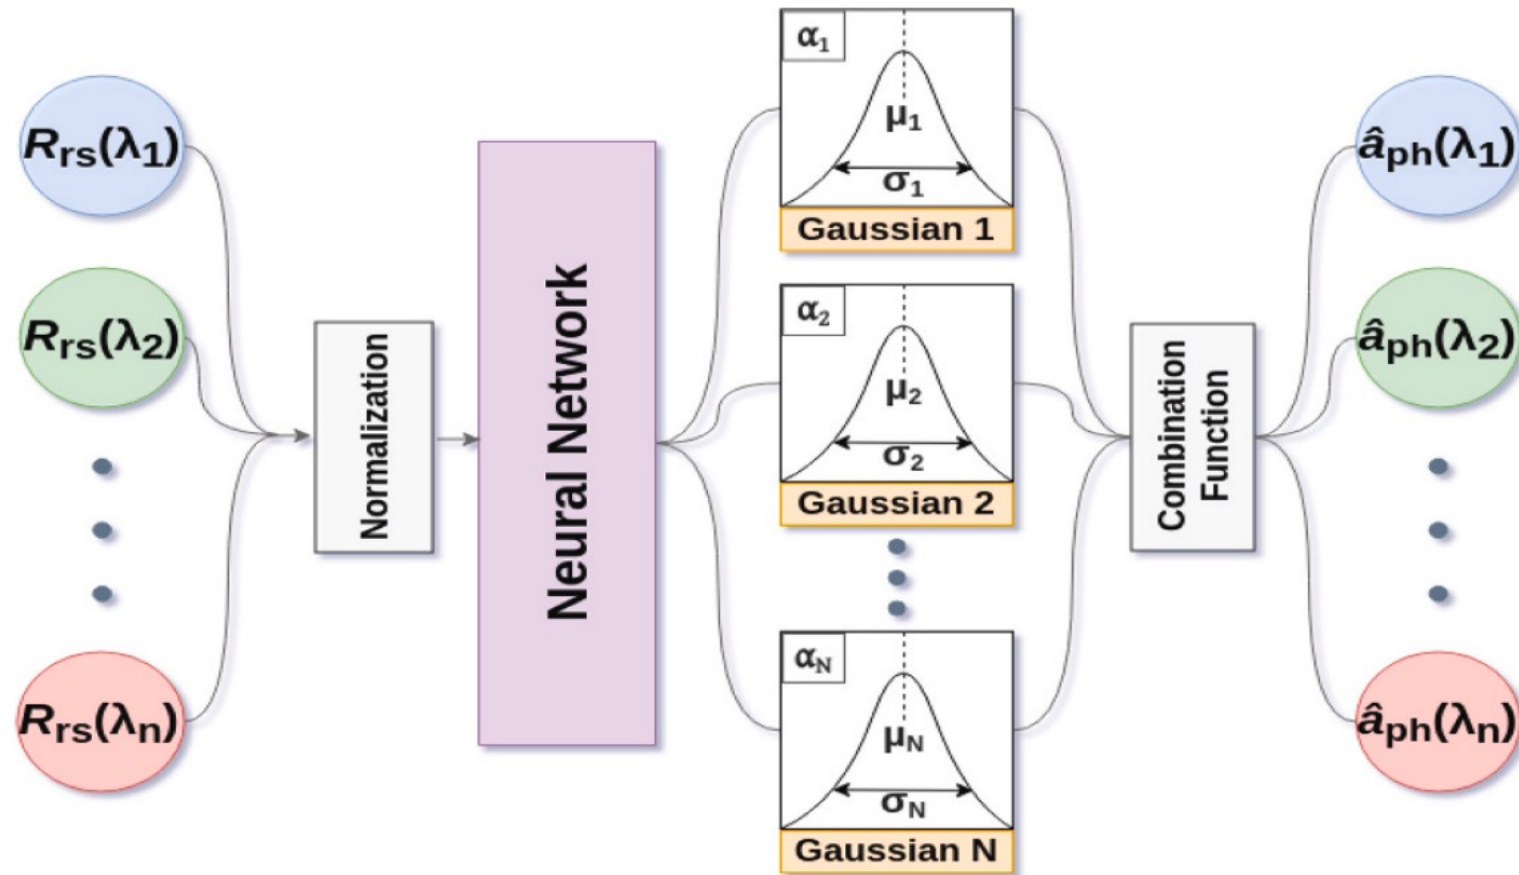 Rrs(λ1)
Rrs(λ2)
Rrs(λn)
Normalization
Neural Network
α1
μ1
σ1
Gaussian 1
α2
μ2
σ2
Gaussian 2
αN
μN
σN
Gaussian N
Combination
Function
âph(λ1)
âph(λ2)
âph(λn)